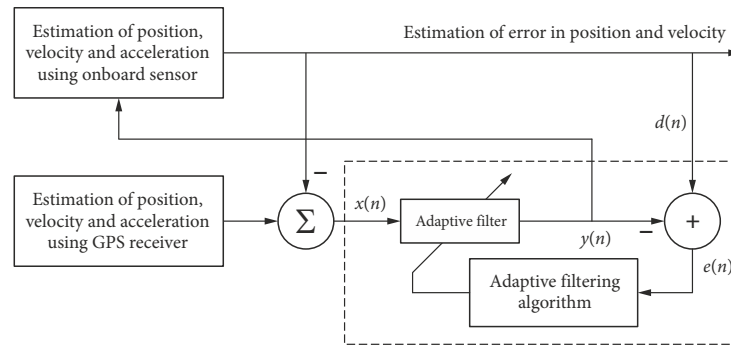 Estimation of position,
velocity and acceleration
using onboard sensor
Estimation of error in position and velocity
d(n)
−
Estimation of position,
velocity and acceleration
using GPS receiver
Σ
x(n)
Adaptive filter
y(n)
−
+
e(n)
Adaptive filtering
algorithm